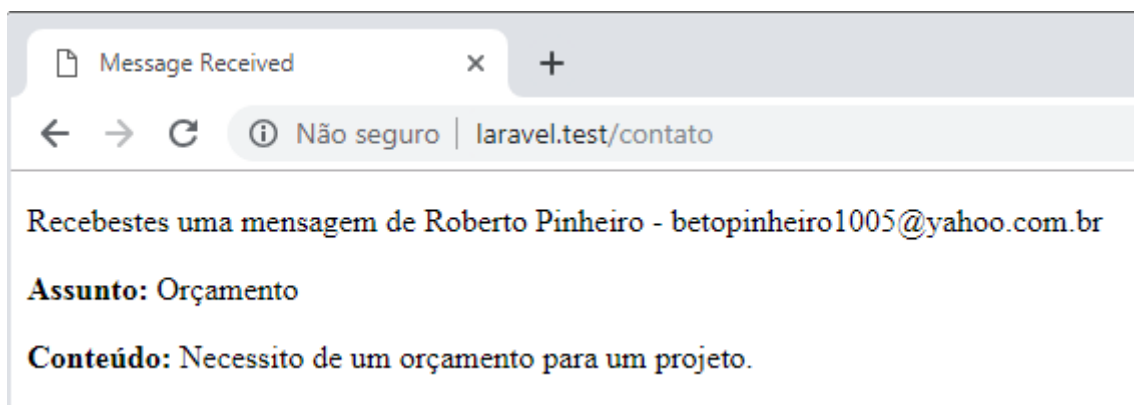 Message Received
Não seguro | laravel.test/contato
Recebestes uma mensagem de Roberto Pinheiro - betopinheiro1005@yahoo.com.br
Assunto: Orçamento
Conteúdo: Necessito de um orçamento para um projeto.